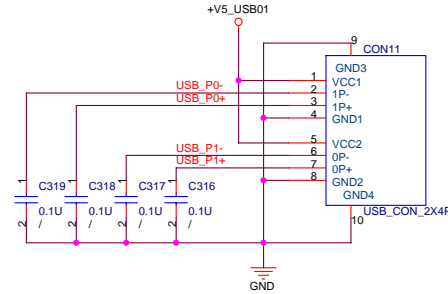 +V5_USB01
9
CON11
GND3
1 VCC1
USB_P0- 2 1P-
USB_P0+ 3 1P+
4 GND1
5 VCC2
USB_P1- 6 0P-
USB_P1+ 7 0P+
8 GND2
GND4
10 USB_CON_2X4P
1 1 1 1
C319 C318 C317 C316
0.1U 0.1U 0.1U 0.1U
2 / 2 / 2 / 2 /
GND